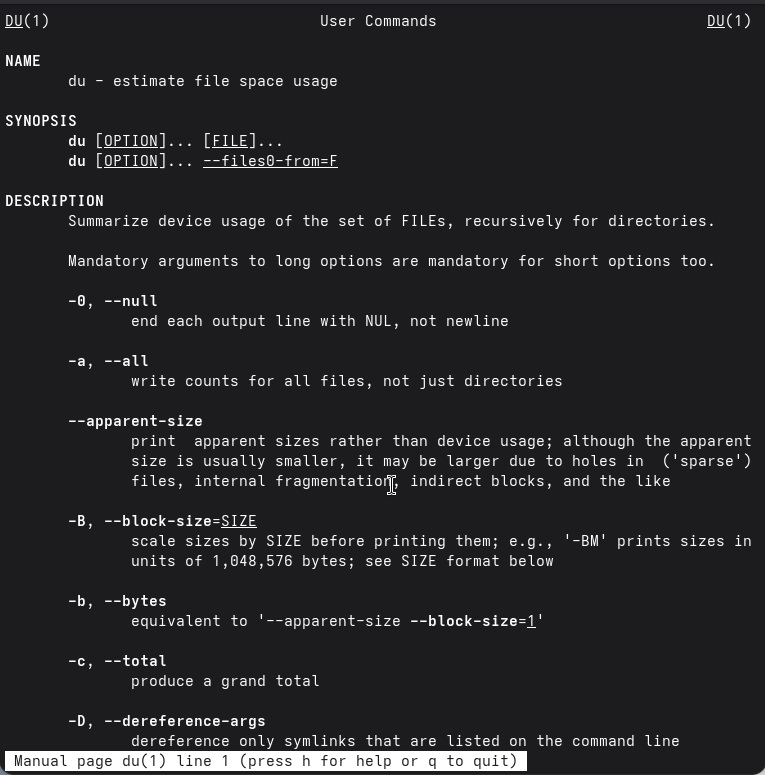 DU(1) User Commands DU(1)
NAME
du - estimate file space usage
SYNOPSIS
du [OPTION]... [FILE]...
du [OPTION]... --files0-from=F
DESCRIPTION
Summarize device usage of the set of FILEs, recursively for directories.
Mandatory arguments to long options are mandatory for short options too.
-0, --null
end each output line with NUL, not newline
-a, --all
write counts for all files, not just directories
--apparent-size
print  apparent sizes rather than device usage; although the apparent
size is usually smaller, it may be larger due to holes in  ('sparse')
files, internal fragmentation, indirect blocks, and the like
-B, --block-size=SIZE
scale sizes by SIZE before printing them; e.g., '-BM' prints sizes in
units of 1,048,576 bytes; see SIZE format below
-b, --bytes
equivalent to '--apparent-size --block-size=1'
-c, --total
produce a grand total
-D, --dereference-args
dereference only symlinks that are listed on the command line
Manual page du(1) line 1 (press h for help or q to quit)